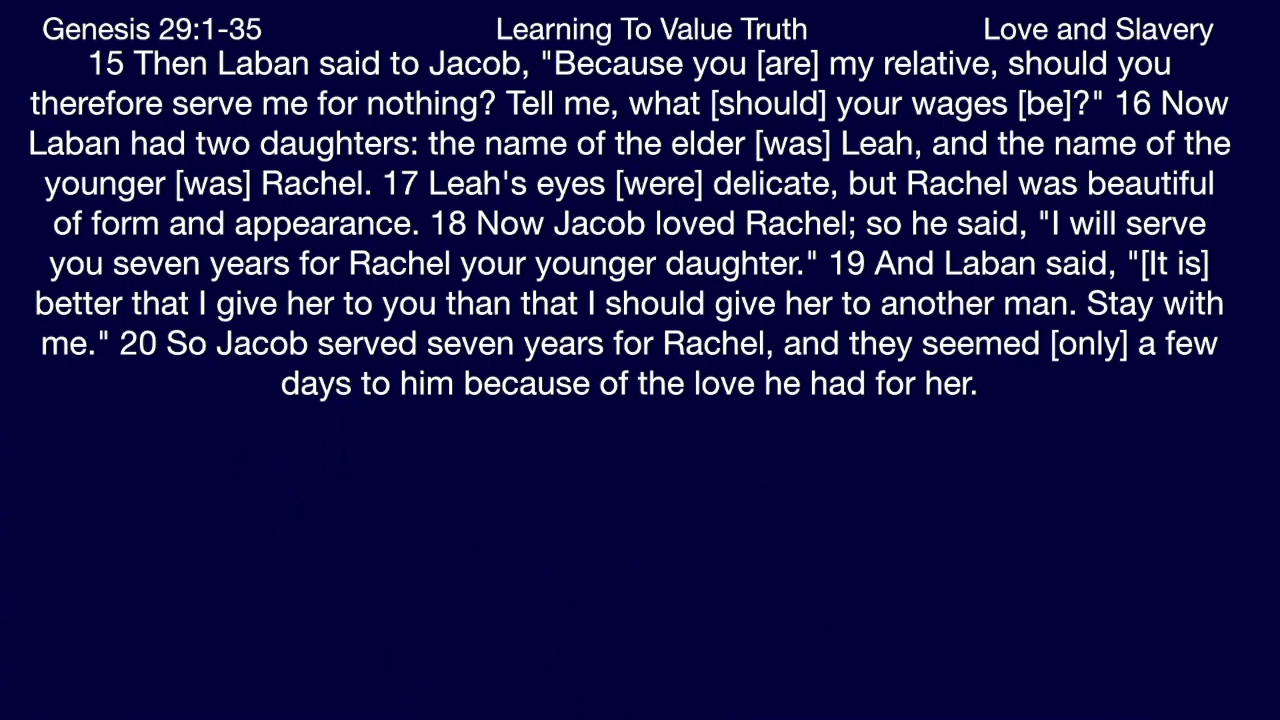 Genesis 29:1-35 Learning To Value Truth Love and Slavery
15 Then Laban said to Jacob, "Because you [are] my relative, should you
therefore serve me for nothing? Tell me, what [should] your wages [be]?" 16 Now
Laban had two daughters: the name of the elder [was] Leah, and the name of the
younger [was] Rachel. 17 Leah's eyes [were] delicate, but Rachel was beautiful
of form and appearance. 18 Now Jacob loved Rachel; so he said, "I will serve
you seven years for Rachel your younger daughter." 19 And Laban said, "[It is]
better that I give her to you than that I should give her to another man. Stay with
me." 20 So Jacob served seven years for Rachel, and they seemed [only] a few
days to him because of the love he had for her.